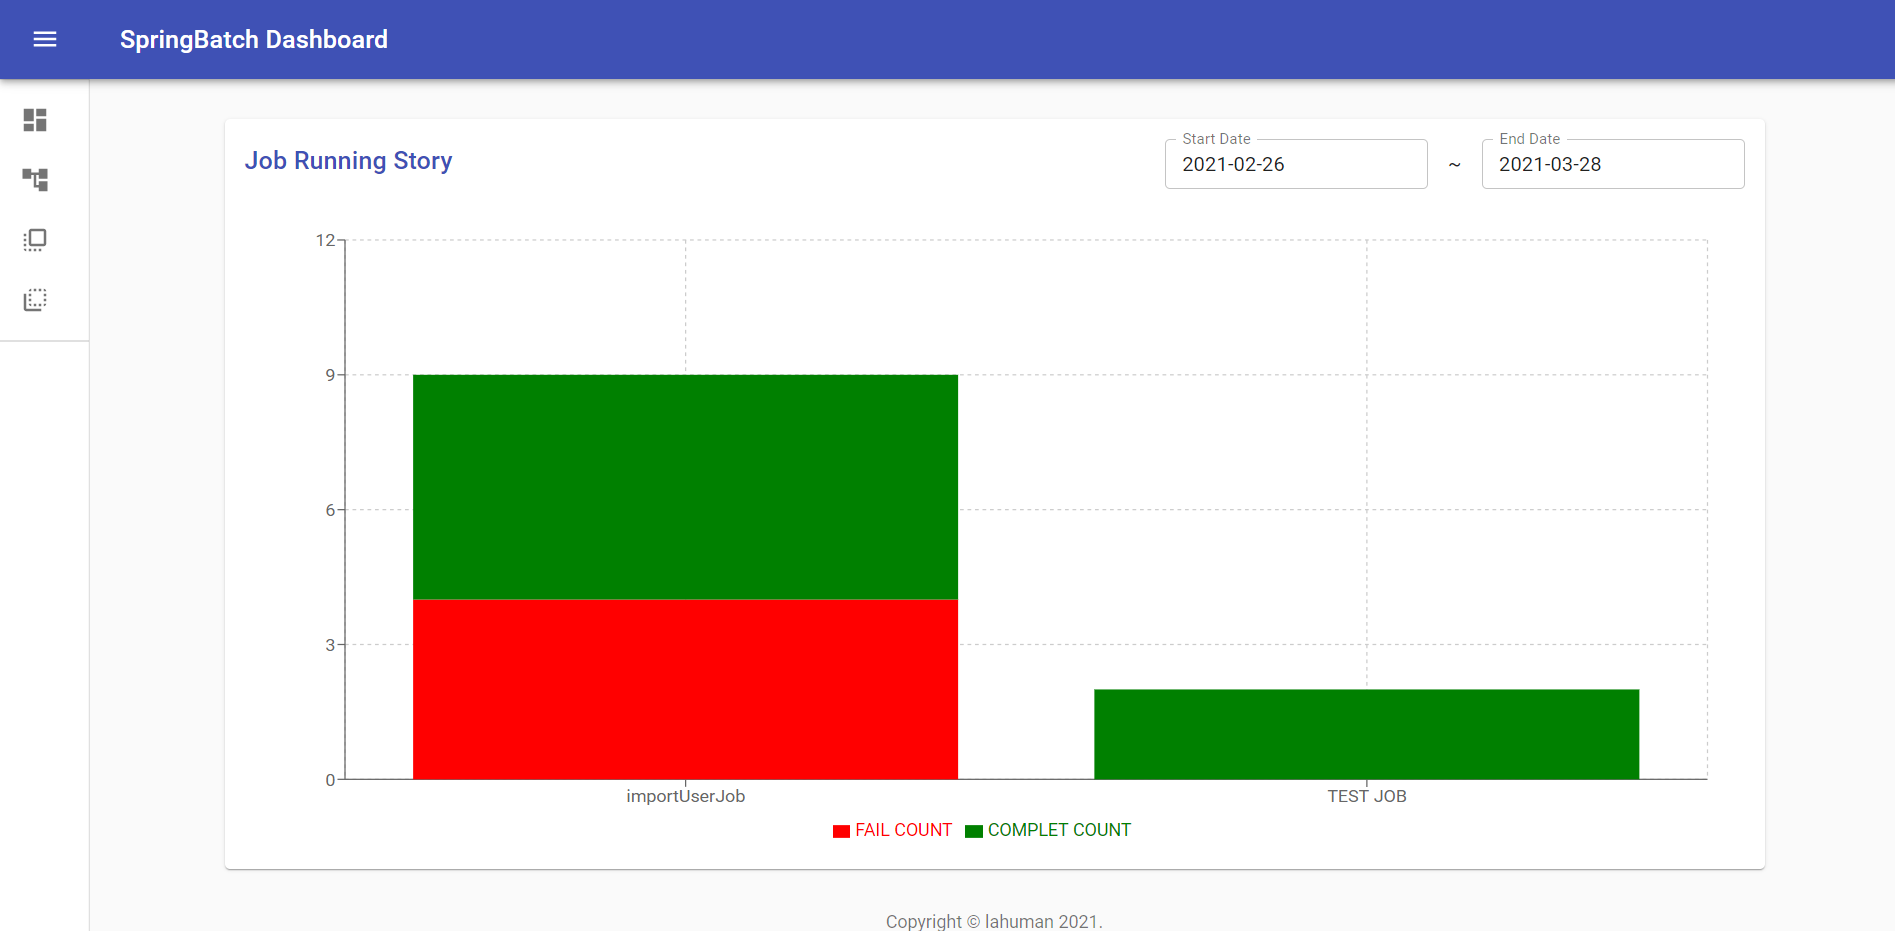 SpringBatch Dashboard
Job Running Story
Start Date
2021-02-26
~
End Date
2021-03-28
12
9
6
3
0
importUserJob
TEST JOB
FAIL COUNT
COMPLET COUNT
Copyright © lahuman 2021.